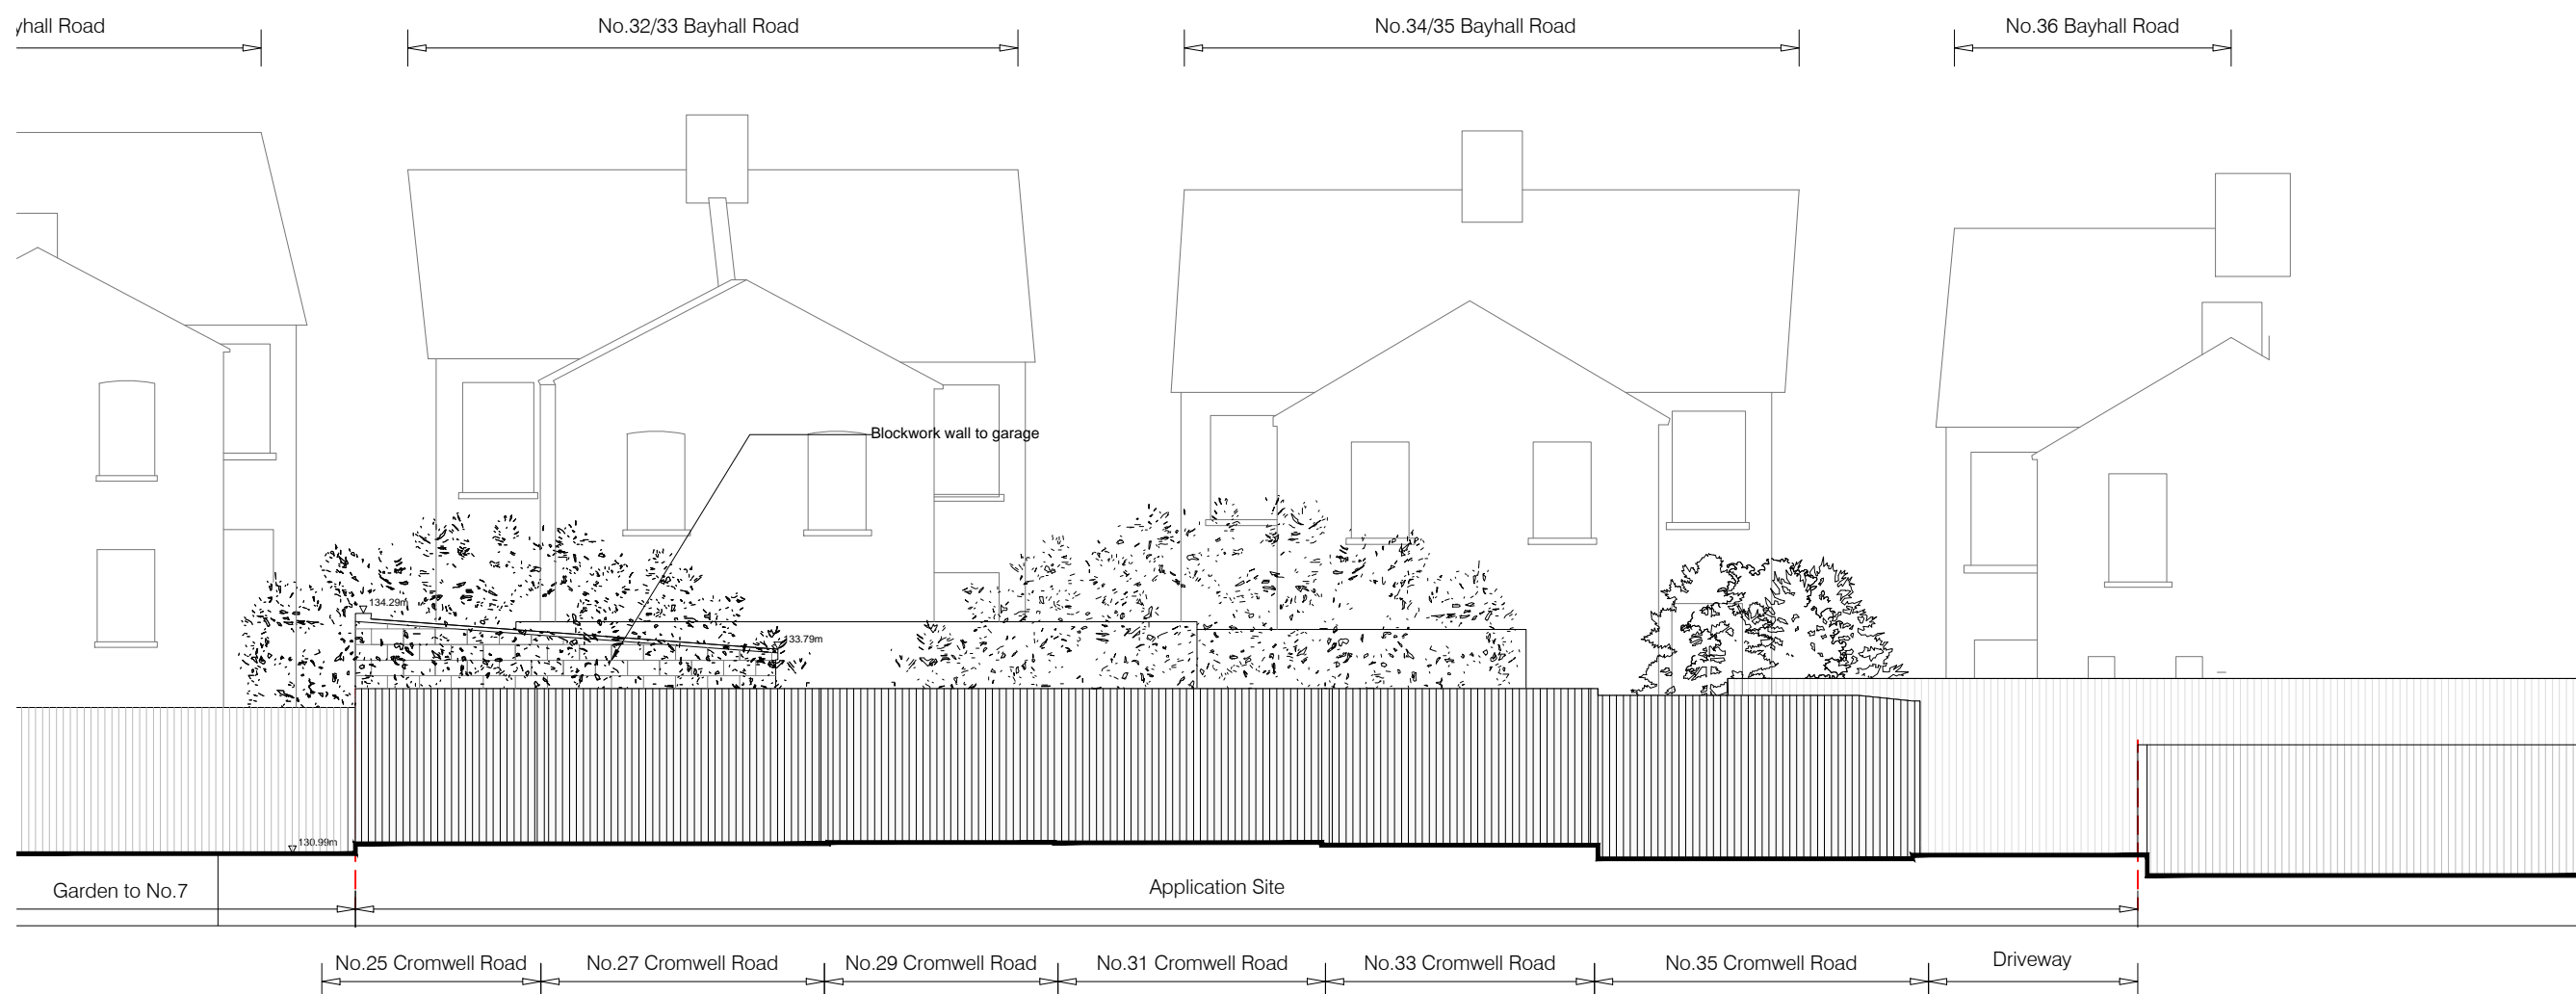 yhall Road
No.32/33 Bayhall Road
No.34/35 Bayhall Road
No.36 Bayhall Road
Blockwork wall to garage
134.29m
133.79m
130.99m
Garden to No.7
Application Site
No.25 Cromwell Road
No.27 Cromwell Road
No.29 Cromwell Road
No.31 Cromwell Road
No.33 Cromwell Road
No.35 Cromwell Road
Driveway